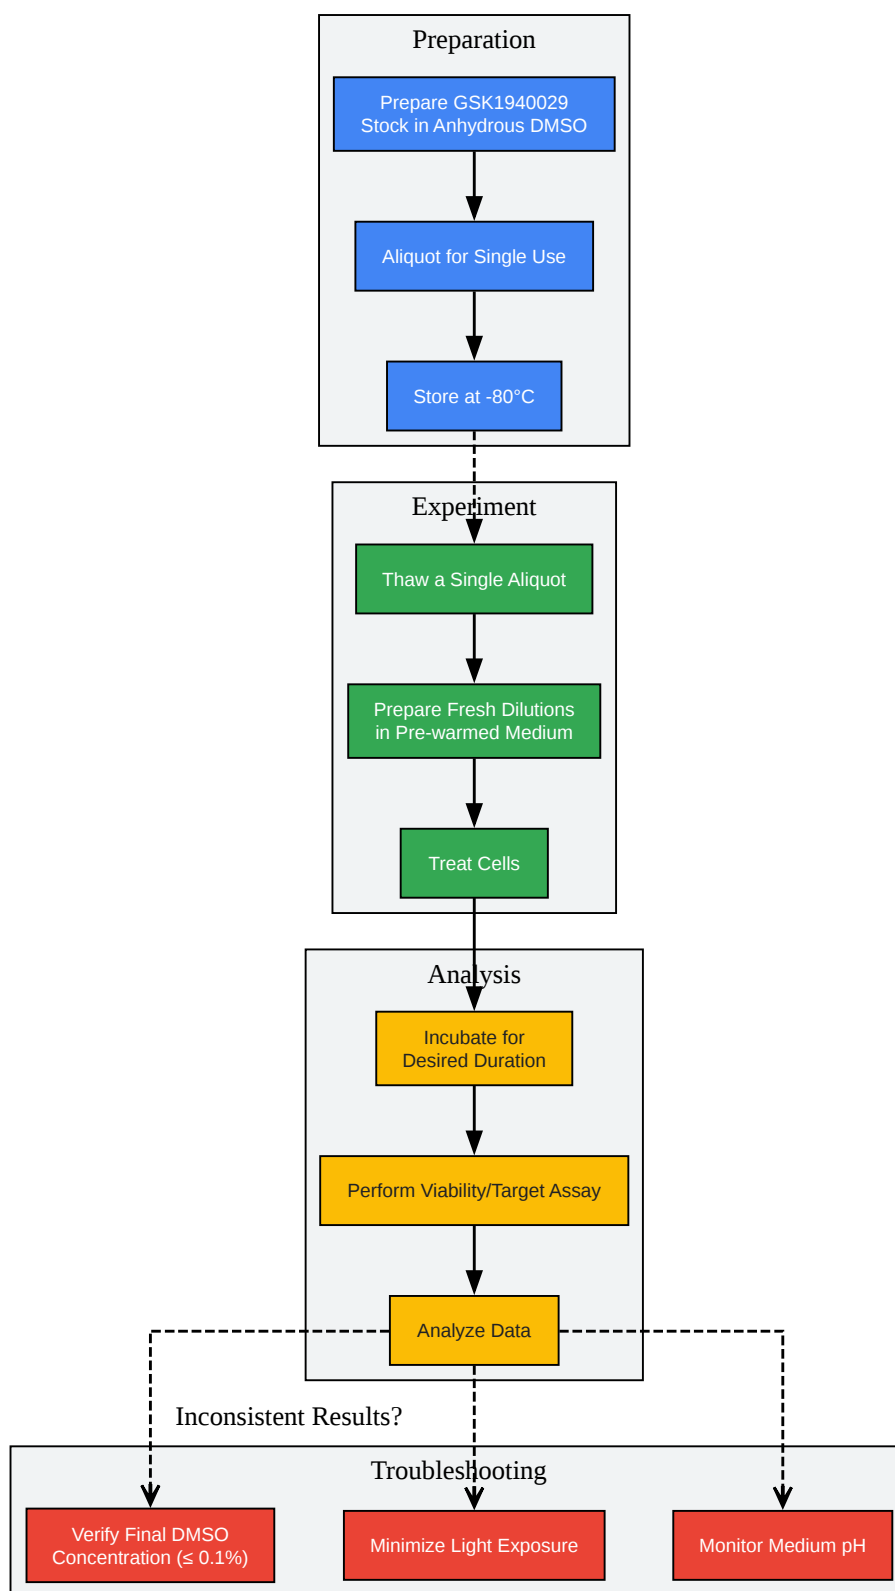 Preparation
Prepare GSK1940029
Stock in Anhydrous DMSO
Aliquot for Single Use
Store at -80°C
Experiment
Thaw a Single Aliquot
Prepare Fresh Dilutions
in Pre-warmed Medium
Treat Cells
Analysis
Incubate for
Desired Duration
Perform Viability/Target Assay
Analyze Data
Inconsistent Results?
Troubleshooting
Verify Final DMSO
Concentration (≤ 0.1%)
Minimize Light Exposure
Monitor Medium pH